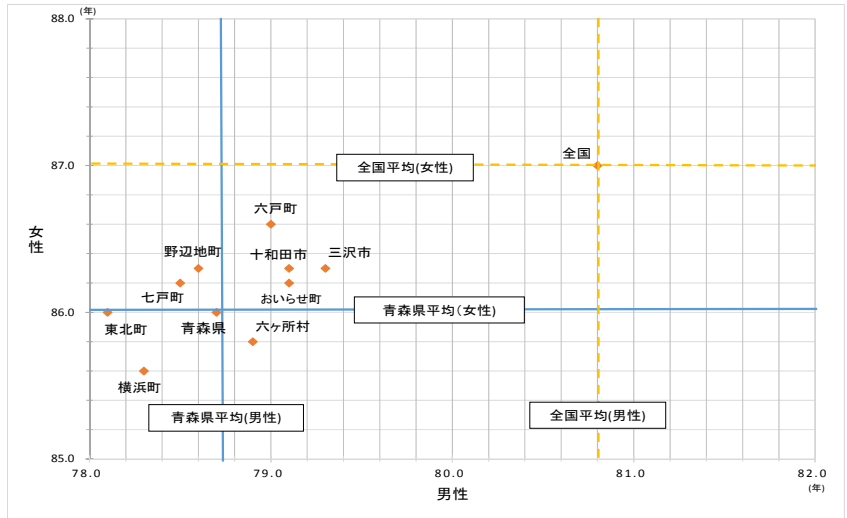 88.0
(年)
全国
87.0
全国平均(女性)
六戸町
女性
野辺地町
十和田市
三沢市
七戸町
おいらせ町
86.0
青森県平均(女性)
東北町
青森県
六ヶ所村
横浜町
青森県平均(男性)
全国平均(男性)
85.0
78.0
79.0
80.0
81.0
82.0
男性
(年)